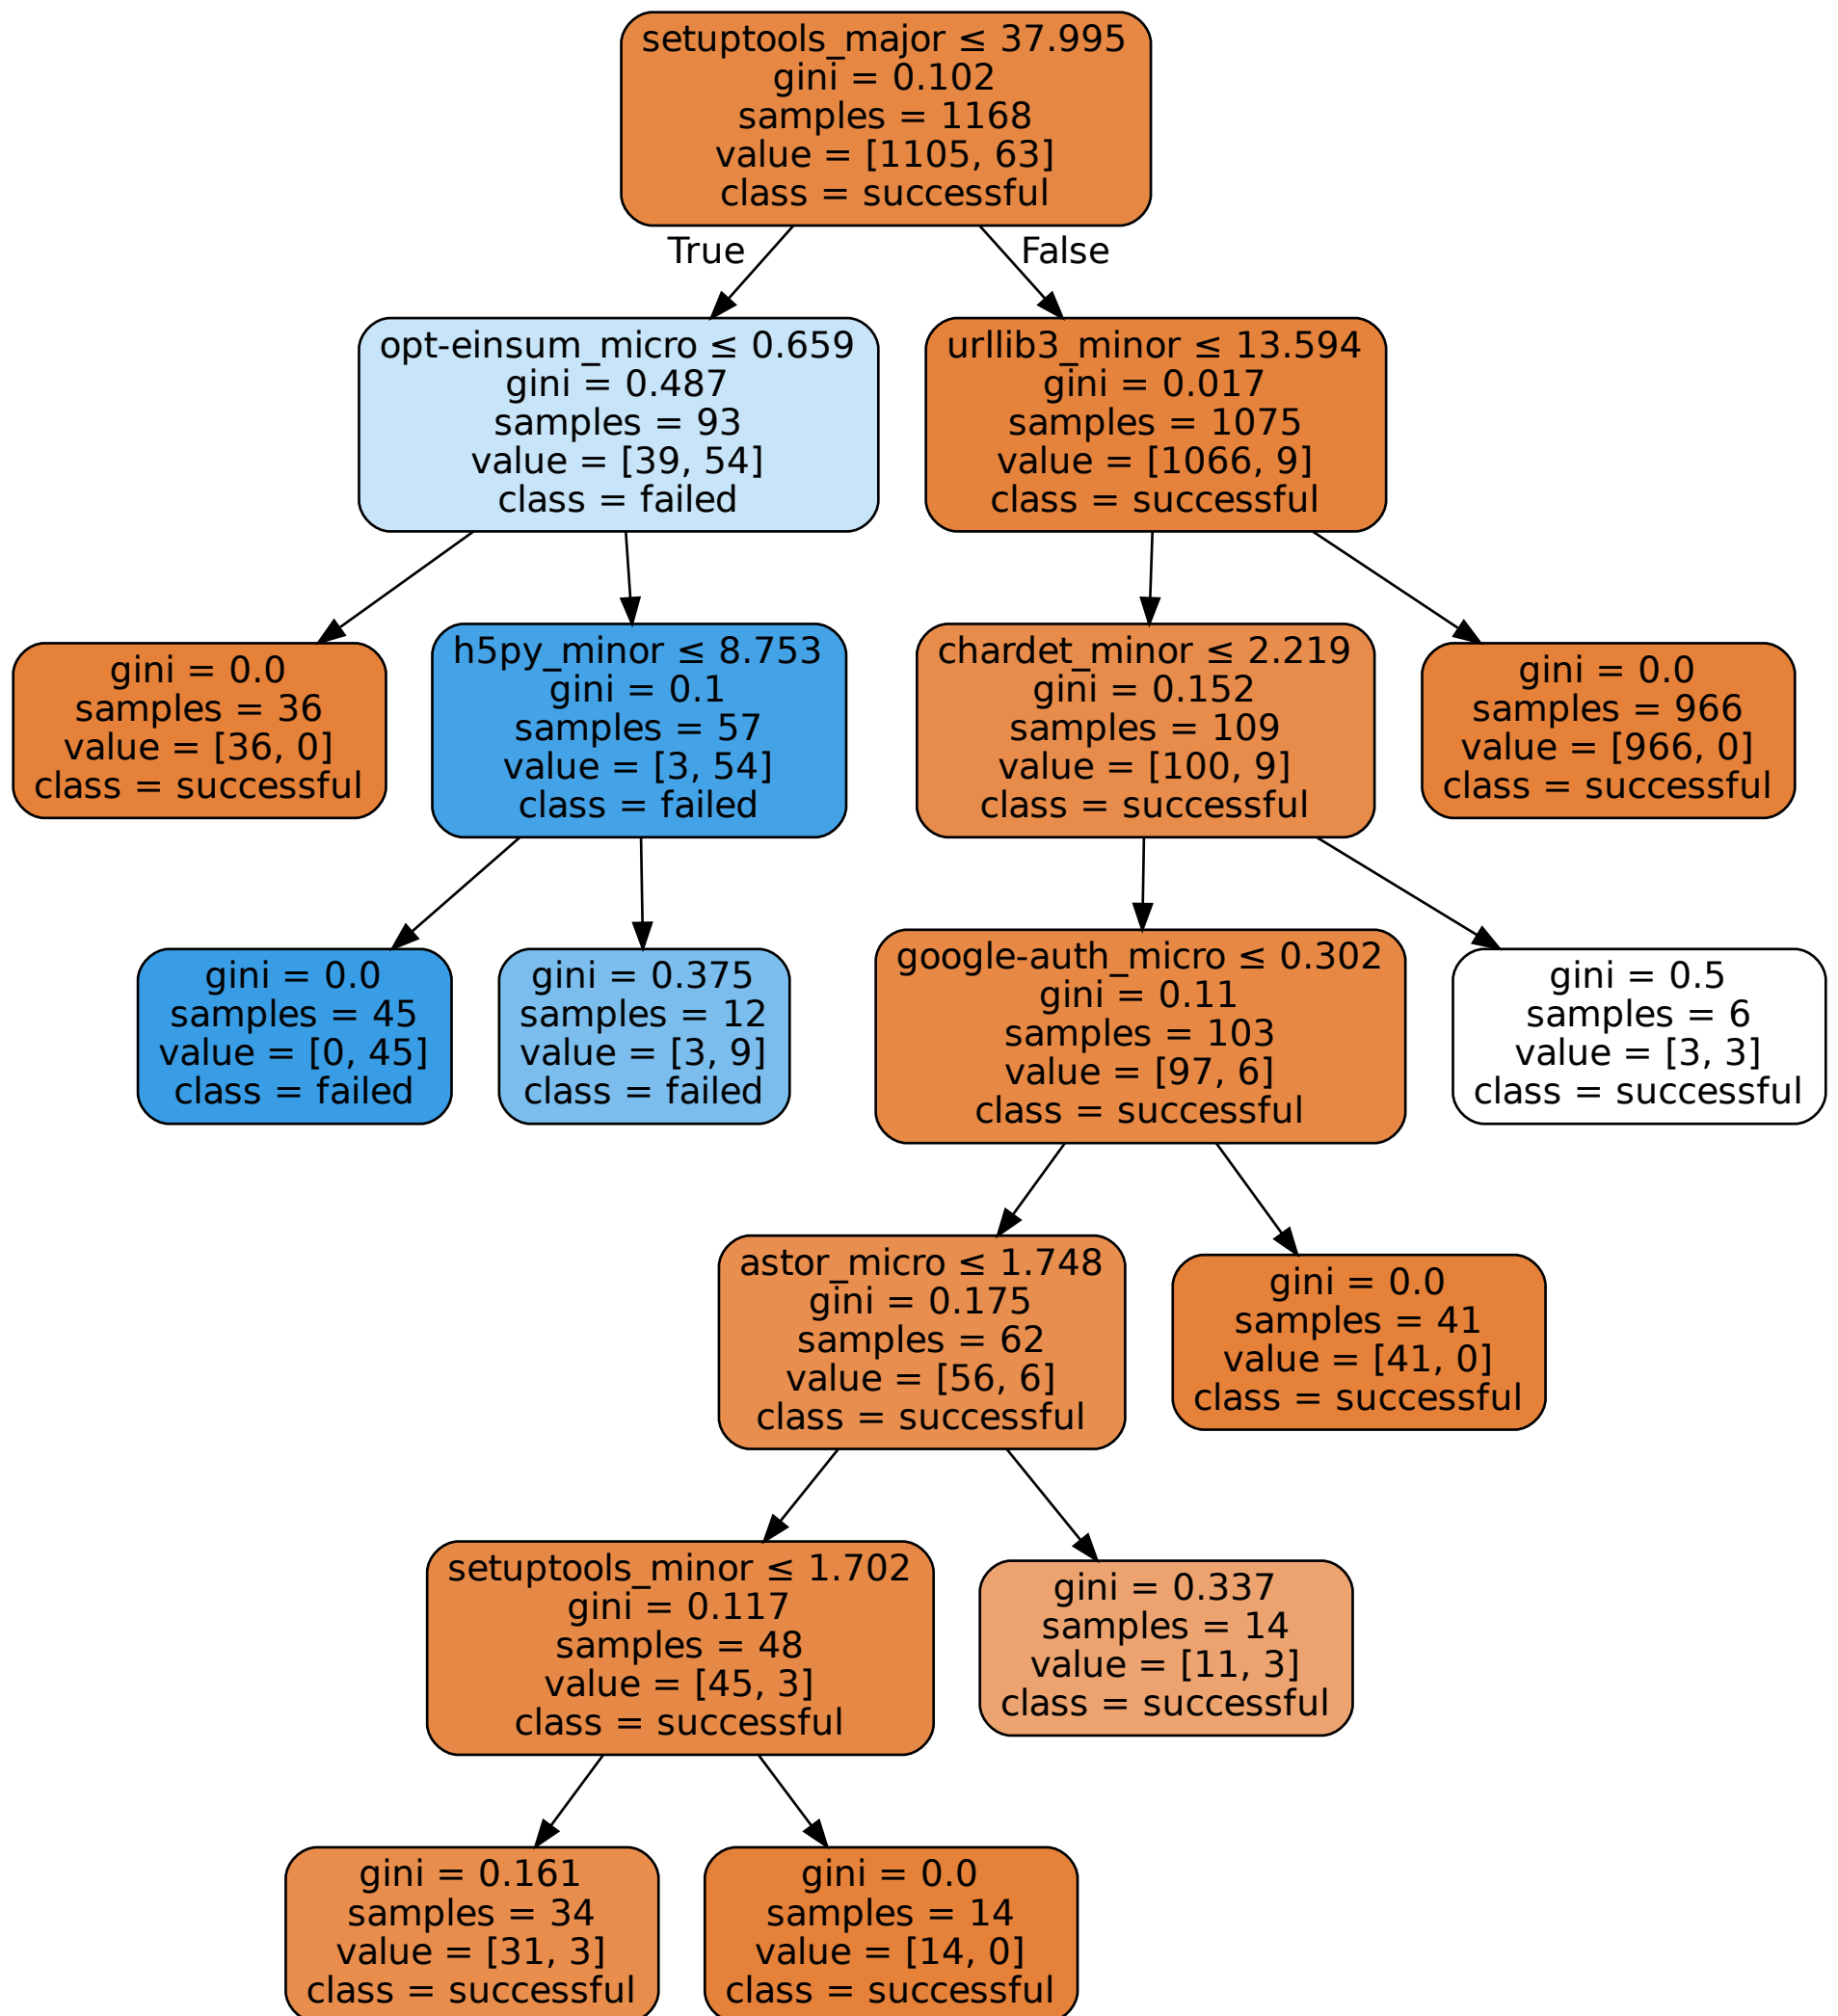 setuptools_major ≤ 37.995
gini = 0.102
samples = 1168
value = [1105, 63]
class = successful
True
False
opt-einsum_micro ≤ 0.659
gini = 0.487
samples = 93
value = [39, 54]
class = failed
urllib3_minor ≤ 13.594
gini = 0.017
samples = 1075
value = [1066, 9]
class = successful
gini = 0.0
samples = 36
value = [36, 0]
class = successful
h5py_minor ≤ 8.753
gini = 0.1
samples = 57
value = [3, 54]
class = failed
chardet_minor ≤ 2.219
gini = 0.152
samples = 109
value = [100, 9]
class = successful
gini = 0.0
samples = 966
value = [966, 0]
class = successful
gini = 0.0
samples = 45
value = [0, 45]
class = failed
gini = 0.375
samples = 12
value = [3, 9]
class = failed
google-auth_micro ≤ 0.302
gini = 0.11
samples = 103
value = [97, 6]
class = successful
gini = 0.5
samples = 6
value = [3, 3]
class = successful
astor_micro ≤ 1.748
gini = 0.175
samples = 62
value = [56, 6]
class = successful
gini = 0.0
samples = 41
value = [41, 0]
class = successful
setuptools_minor ≤ 1.702
gini = 0.117
samples = 48
value = [45, 3]
class = successful
gini = 0.337
samples = 14
value = [11, 3]
class = successful
gini = 0.161
samples = 34
value = [31, 3]
class = successful
gini = 0.0
samples = 14
value = [14, 0]
class = successful